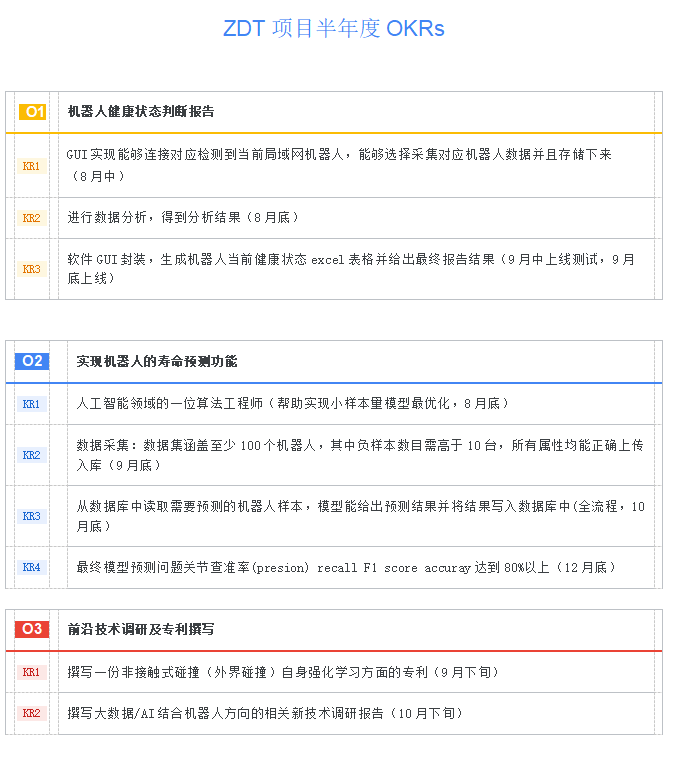 ZDT 项目半年度 OKRs
O1 机器人健康状态判断报告
KR1 GUI 实现能够连接对应检测到当前局域网机器人，能够选择采集对应机器人数据并且存储下来
（8 月中）
KR2 进行数据分析，得到分析结果（8 月底）
KR3 软件 GUI 封装，生成机器人当前健康状态 excel 表格并给出最终报告结果（9 月中上线测试，9 月
底上线）
O2 实现机器人的寿命预测功能
KR1 人工智能领域的一位算法工程师（帮助实现小样本量模型最优化，8 月底）
KR2 数据采集：数据集涵盖至少 100 个机器人，其中负样本数目需高于 10 台，所有属性均能正确上传
入库（9 月底）
KR3 从数据库中读取需要预测的机器人样本，模型能给出预测结果并将结果写入数据库中(全流程，10
月底）
KR4 最终模型预测问题关节查准率(presion) recall F1 score accuray 达到 80%以上（12 月底）
O3 前沿技术调研及专利撰写
KR1 撰写一份非接触式碰撞（外界碰撞）自身强化学习方面的专利（9 月下旬）
KR2 撰写大数据/AI 结合机器人方向的相关新技术调研报告（10 月下旬）